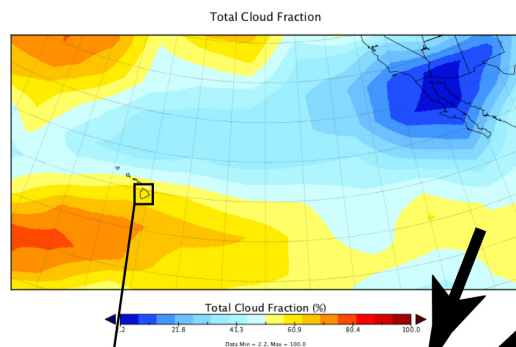 Total Cloud Fraction
Total Cloud Fraction (%)
.2 21.8 41.3 60.9 80.4 100.0
Data Min = 2.2, Max = 100.0